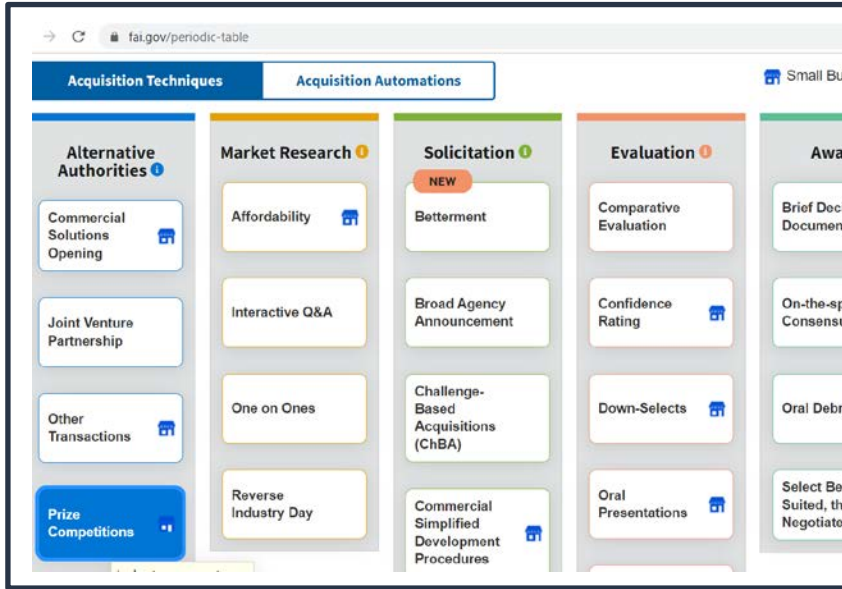 fai.gov/periodic-table
Acquisition Techniques
Acquisition Automations
Small Bu
Alternative
Authorities
Commercial
Solutions
Opening
Joint Venture
Partnership
Other
Transactions
Prize
Competitions
Market Research
Affordability
Interactive Q&A
One on Ones
Reverse
Industry Day
Solicitation
NEW
Betterment
Broad Agency
Announcement
Challenge-
Based
Acquisitions
(ChBA)
Commercial
Simplified
Development
Procedures
Evaluation
Comparative
Evaluation
Confidence
Rating
Down-Selects
Oral
Presentations
Awa
Brief Dec
Documen
On-the-sp
Consensu
Oral Debr
Select Be
Suited, th
Negotiate